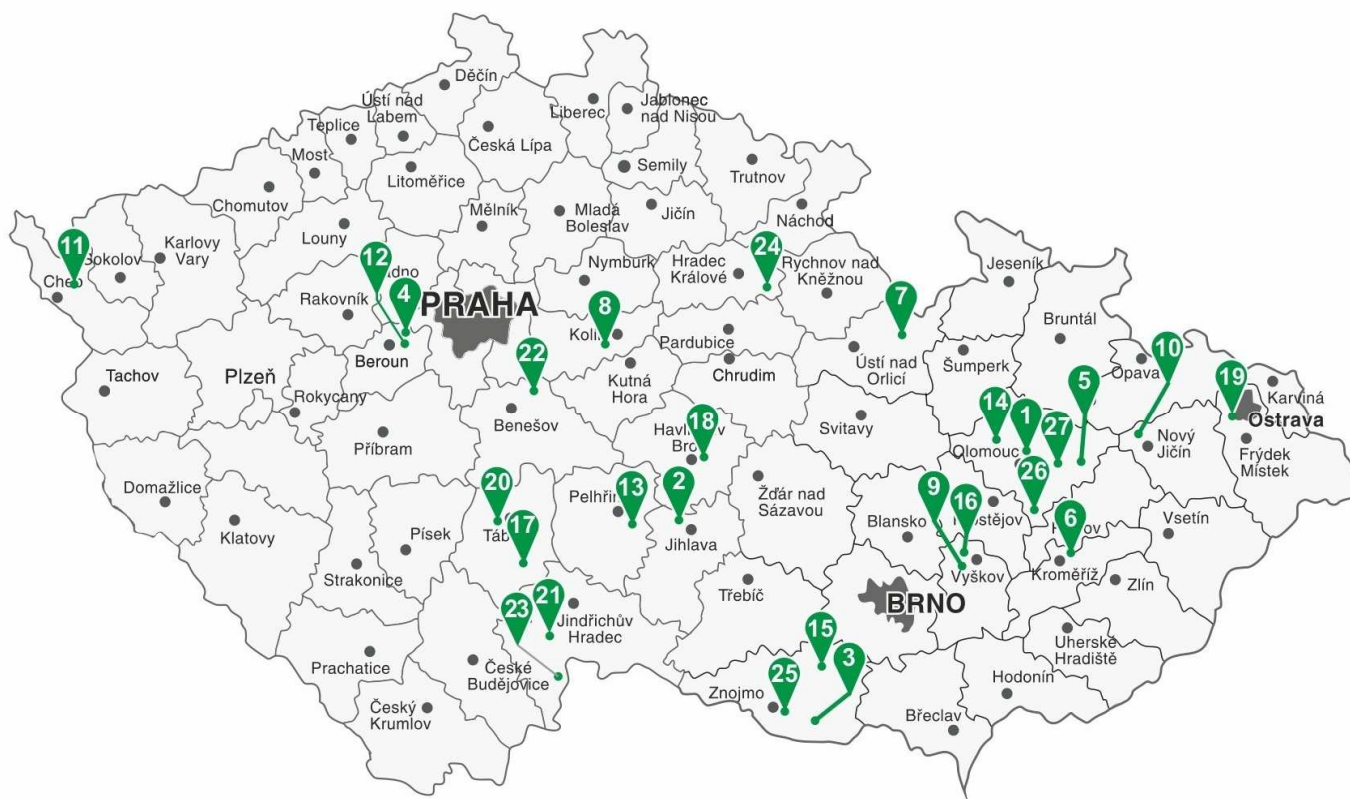 Děčín
Ústí nad
Labem
Teplice
Most
Liberec
Jablonec
nad Nisou
Česká Lípa
Semily
Litoměřice
Chomutov
Trutnov
Louny
Mělník
Mladá
Boleslav
Jičín
Náchod
11
Karlovy
Vary
Sokolov
Cheb
12
4
Rakovník
PRAHA
Nymburk
Hradec
Králové
24
Rychnov nad
Kněžnou
Jeseník
8
7
Bruntál
Beroun
Pardubice
Ústí nad
Orlicí
Šumperk
10
Opava
Tachov
Plzeň
Rokycany
22
Kutná
Hora
Chrudim
5
19
Karviná
Ostrava
Benešov
18
Svitavy
14
1
27
Olomouc
Nový
Jičín
Frýdek
Místek
Příbram
Domažlice
Klatovy
20
13
2
Žďár nad
Sázavou
9
16
26
6
Písek
17
Jihlava
Blansko
Vsetín
Strakonice
Vyškov
Kroměříž
Zlín
23
21
Jindřichův
Hradec
Třebíč
BRNO
Prachatice
České
Budějovice
15
3
25
Znojmo
Uherské
Hradiště
Hodonín
Český
Krumlov
Břeclav